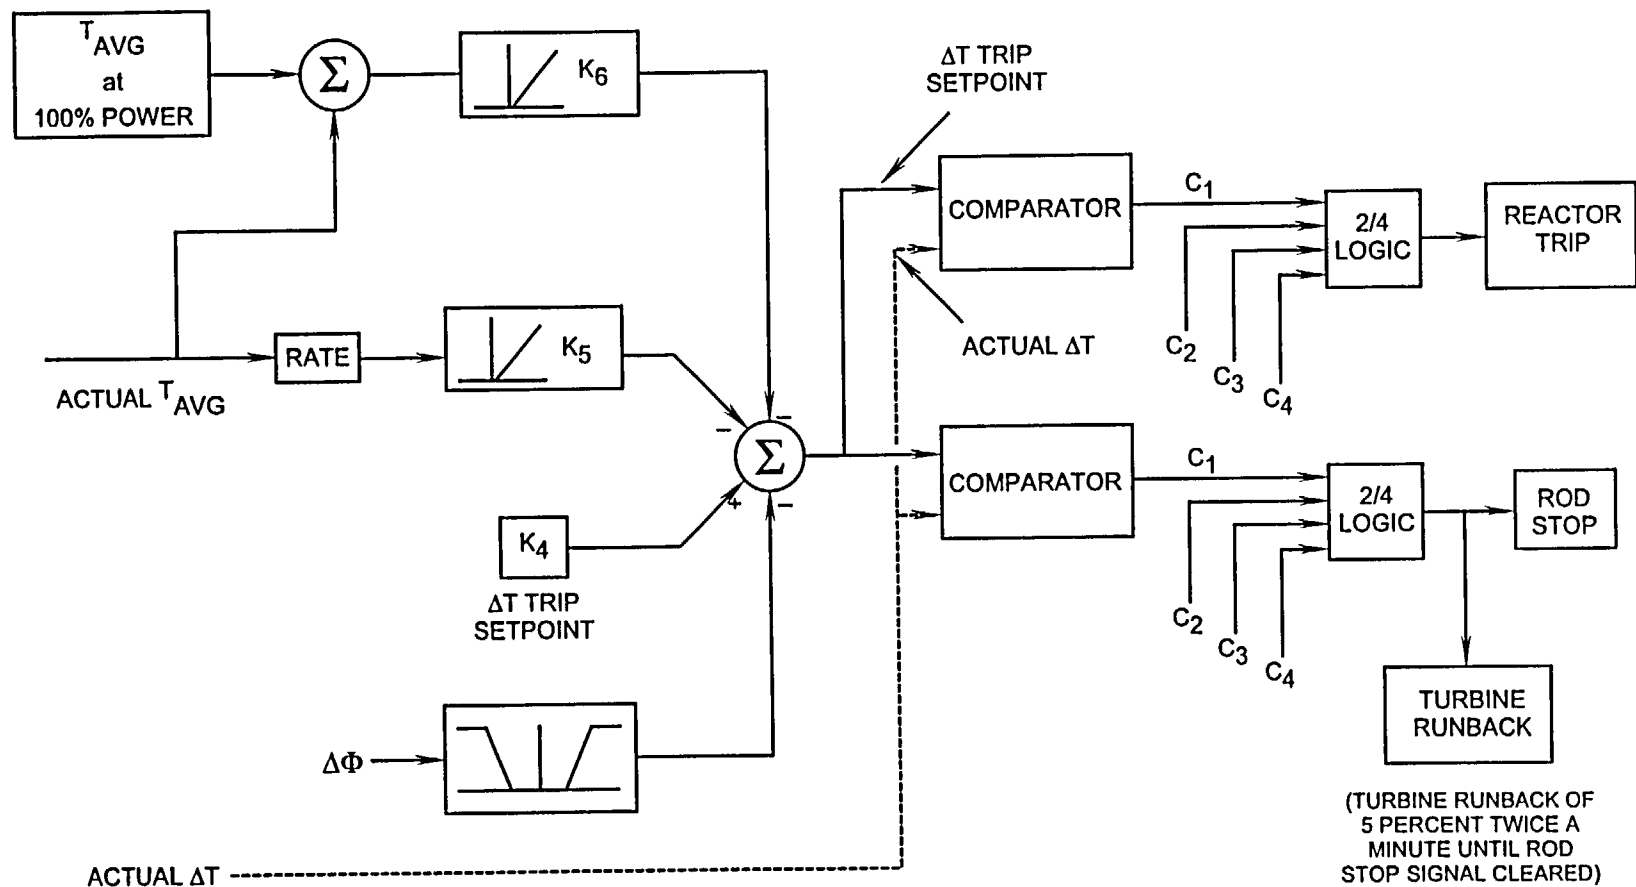 T AVG
at
100% POWER
Σ
K6
ΔT TRIP
SETPOINT
COMPARATOR
C1
C2
C3
C4
2/4
LOGIC
REACTOR
TRIP
ACTUAL ΔT
ACTUAL T AVG
RATE
K5
−
−
Σ
+
−
K4
ΔT TRIP
SETPOINT
COMPARATOR
C1
C2
C3
C4
2/4
LOGIC
ROD
STOP
TURBINE
RUNBACK
(TURBINE RUNBACK OF
5 PERCENT TWICE A
MINUTE UNTIL ROD
STOP SIGNAL CLEARED)
ΔΦ
ACTUAL ΔT